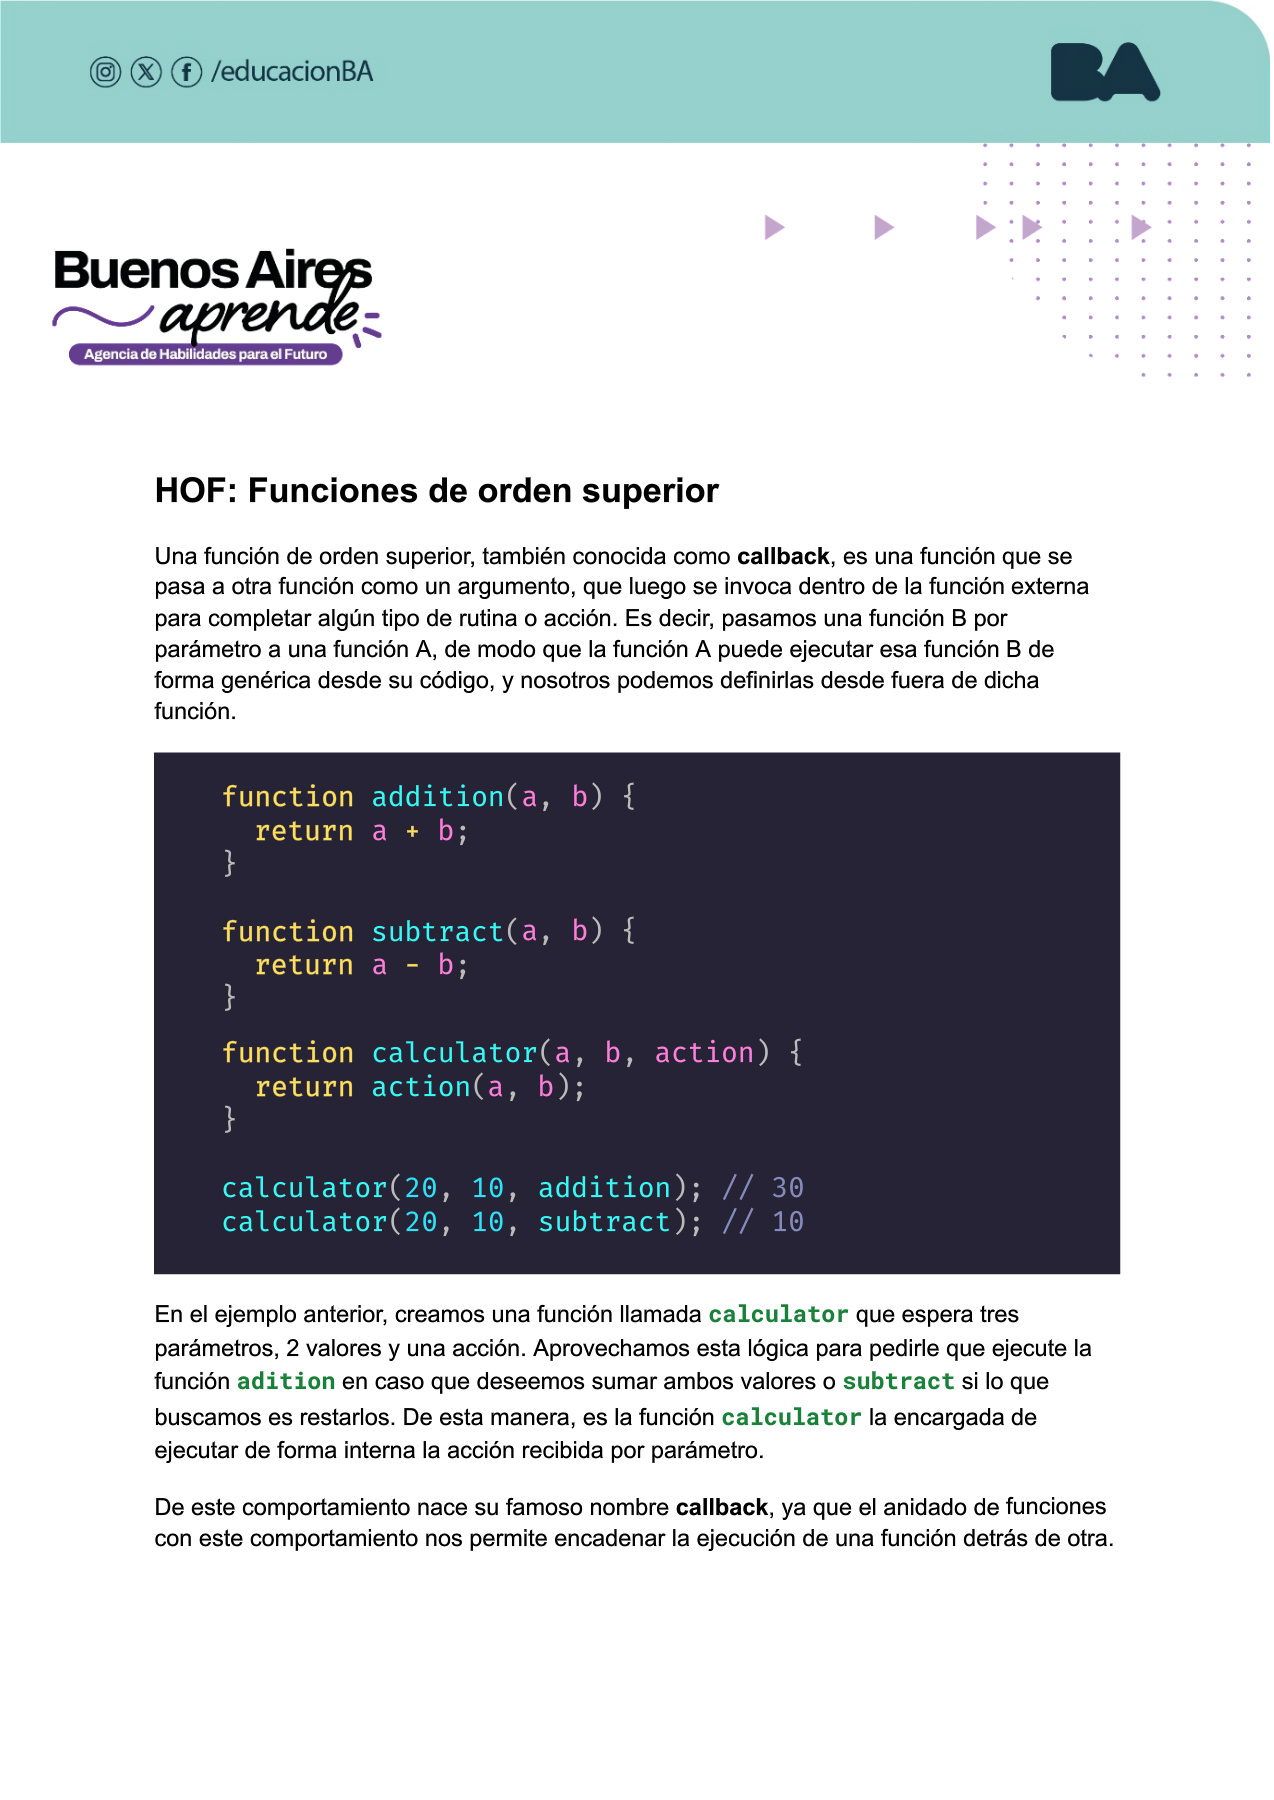 /educacionBA
BA
Buenos Aires
aprende
Agencia de Habilidades para el Futuro
HOF: Funciones de orden superior
Una función de orden superior, también conocida como callback, es una función que se
pasa a otra función como un argumento, que luego se invoca dentro de la función externa
para completar algún tipo de rutina o acción. Es decir, pasamos una función B por
parámetro a una función A, de modo que la función A puede ejecutar esa función B de
forma genérica desde su código, y nosotros podemos definirlas desde fuera de dicha
función.
function addition(a, b) {
  return a + b;
}
function subtract(a, b) {
  return a - b;
}
function calculator(a, b, action) {
  return action(a, b);
}
calculator(20, 10, addition); // 30
calculator(20, 10, subtract); // 10
En el ejemplo anterior, creamos una función llamada calculator que espera tres
parámetros, 2 valores y una acción. Aprovechamos esta lógica para pedirle que ejecute la
función adition en caso que deseemos sumar ambos valores o subtract si lo que
buscamos es restarlos. De esta manera, es la función calculator la encargada de
ejecutar de forma interna la acción recibida por parámetro.
De este comportamiento nace su famoso nombre callback, ya que el anidado de funciones
con este comportamiento nos permite encadenar la ejecución de una función detrás de otra.